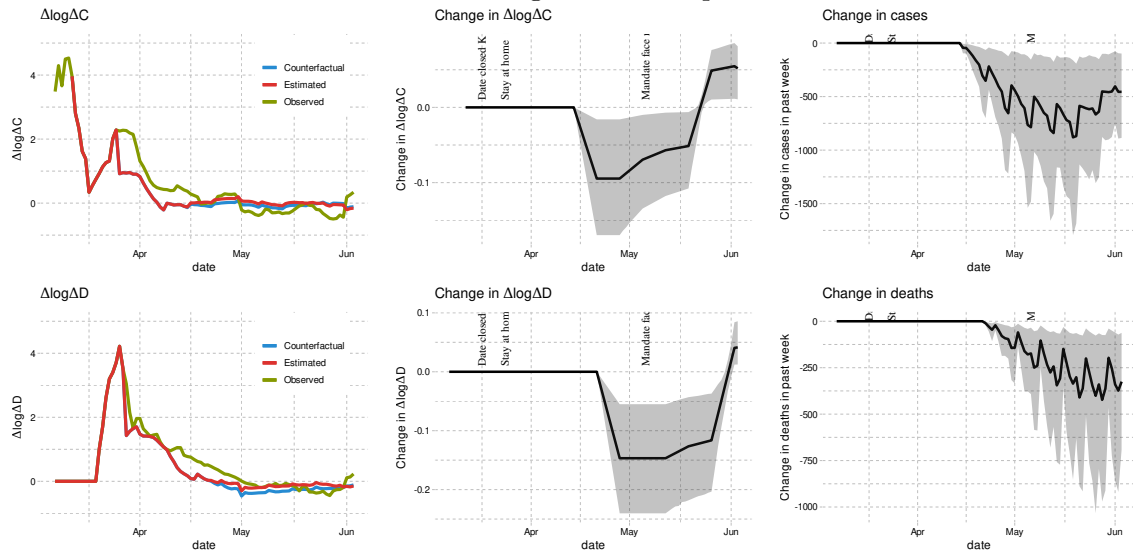 ΔlogΔC
Change in ΔlogΔC
Change in cases
ΔlogΔC
4
2
0
Counterfactual
Estimated
Observed
Apr
May
Jun
date
Change in ΔlogΔC
0.0
-0.1
Date closed K
Stay at home
Mandate face
Apr
May
Jun
date
Change in cases in past week
0
-500
-1000
-1500
St
M
Apr
May
Jun
date
ΔlogΔD
Change in ΔlogΔD
Change in deaths
ΔlogΔD
4
2
0
Counterfactual
Estimated
Observed
Apr
May
Jun
date
Change in ΔlogΔD
0.1
0.0
-0.1
-0.2
Date closed
Stay at hom
Mandate fac
Apr
May
Jun
date
Change in deaths in past week
0
-250
-500
-750
-1000
St
M
Apr
May
Jun
date